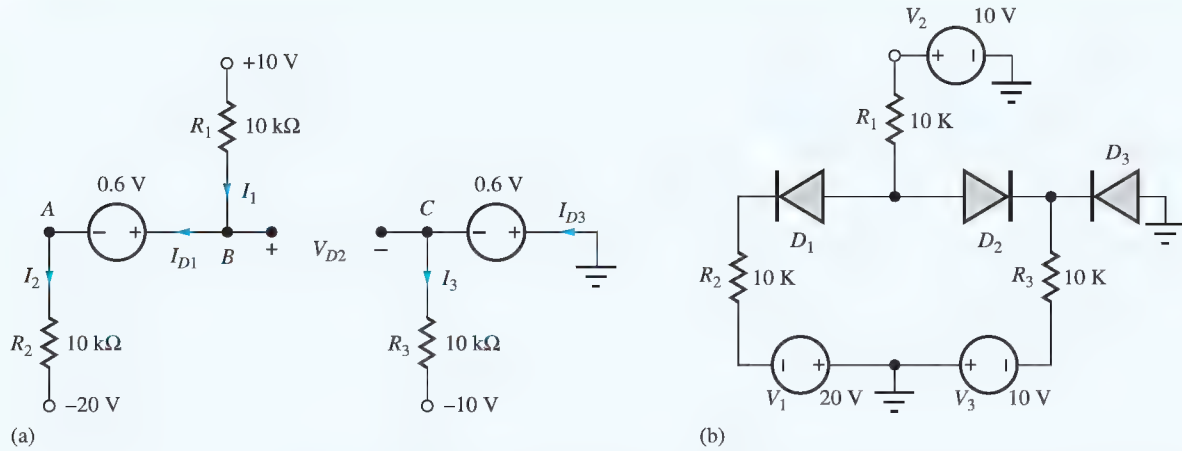 +10 V
R1 10 kΩ
0.6 V
I1
A
ID1 B +
I2
R2 10 kΩ
–20 V
(a)
VD2
–
C
0.6 V
ID3
I3
R3 10 kΩ
–10 V
V2 10 V
R1 10 K
D1
D2
D3
R2 10 K
R3 10 K
V1 20 V
V3 10 V
(b)